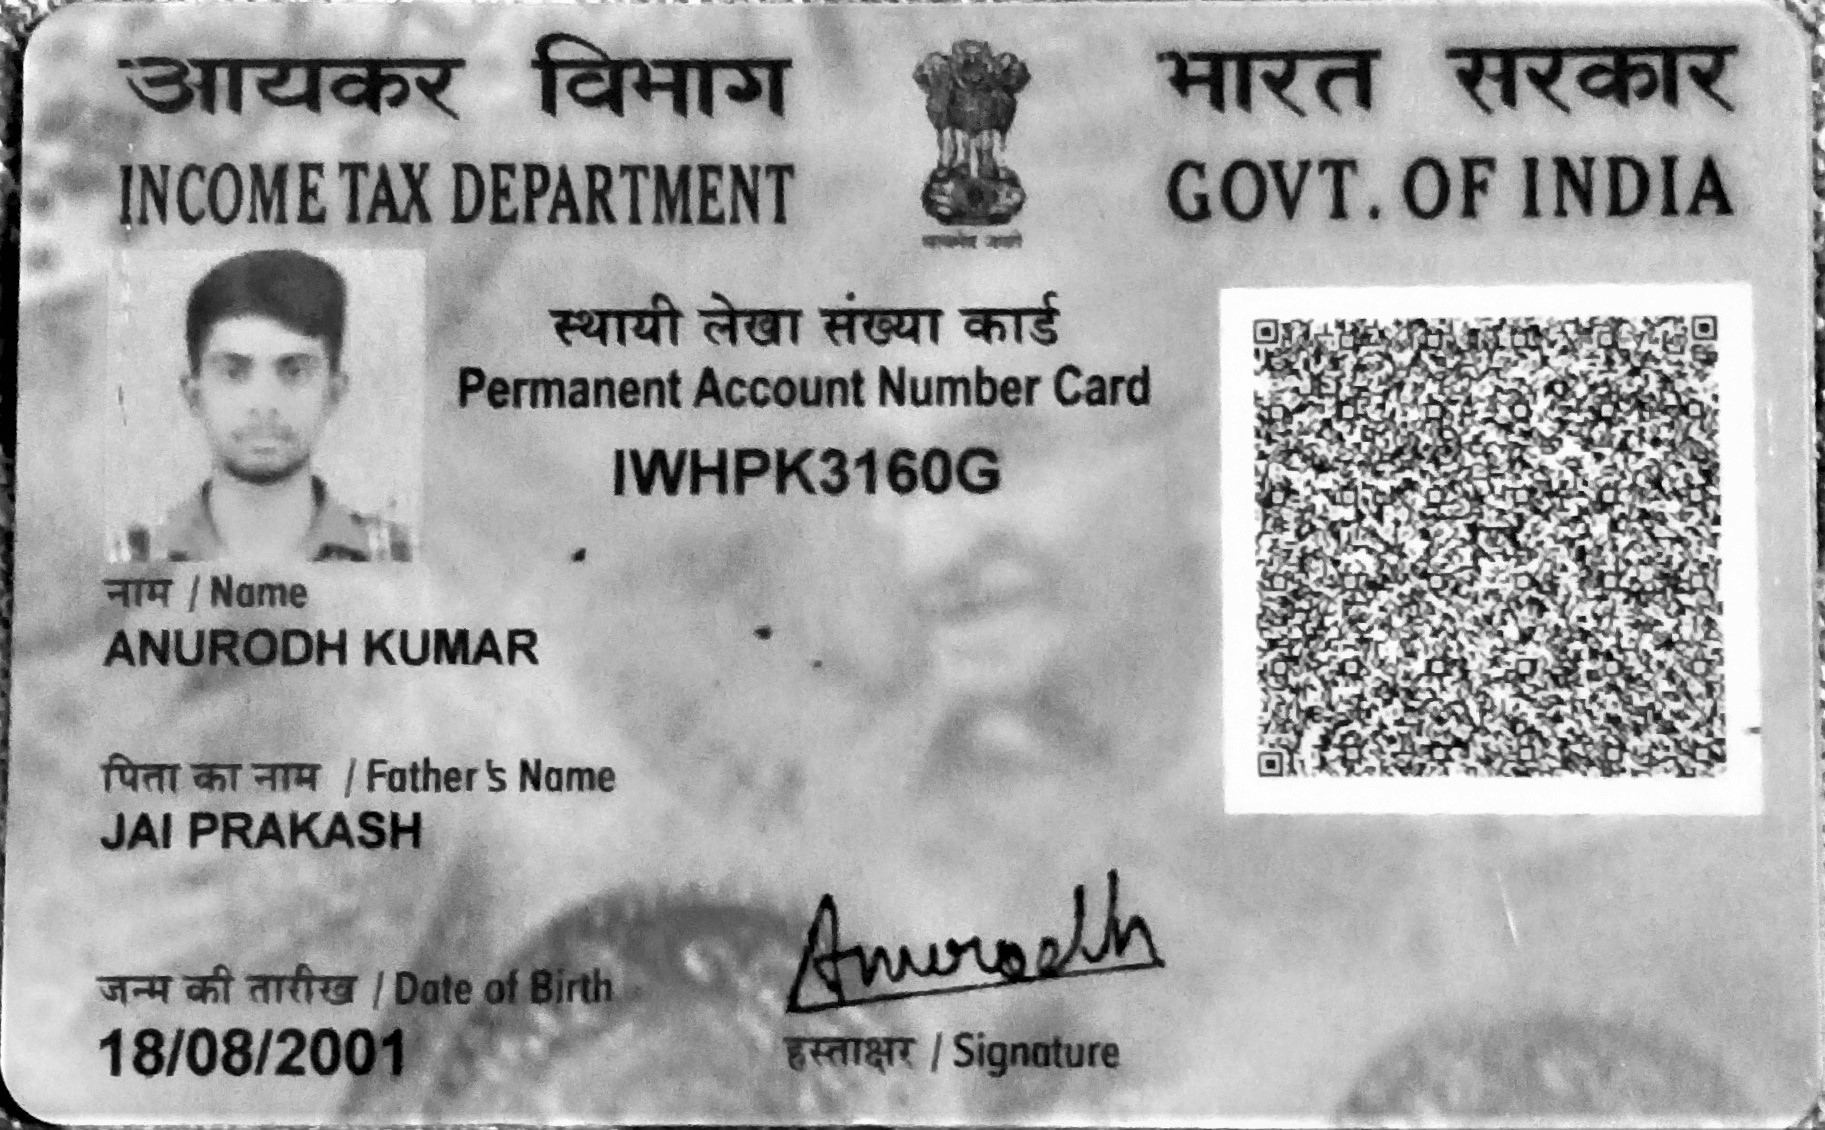 आयकर विभाग
INCOME TAX DEPARTMENT
भारत सरकार
GOVT. OF INDIA
सत्यमेव जयते
स्थायी लेखा संख्या कार्ड
Permanent Account Number Card
IWHPK3160G
नाम / Name
ANURODH KUMAR
पिता का नाम / Father's Name
JAI PRAKASH
जन्म की तारीख / Date of Birth
18/08/2001
Anurodh
हस्ताक्षर / Signature